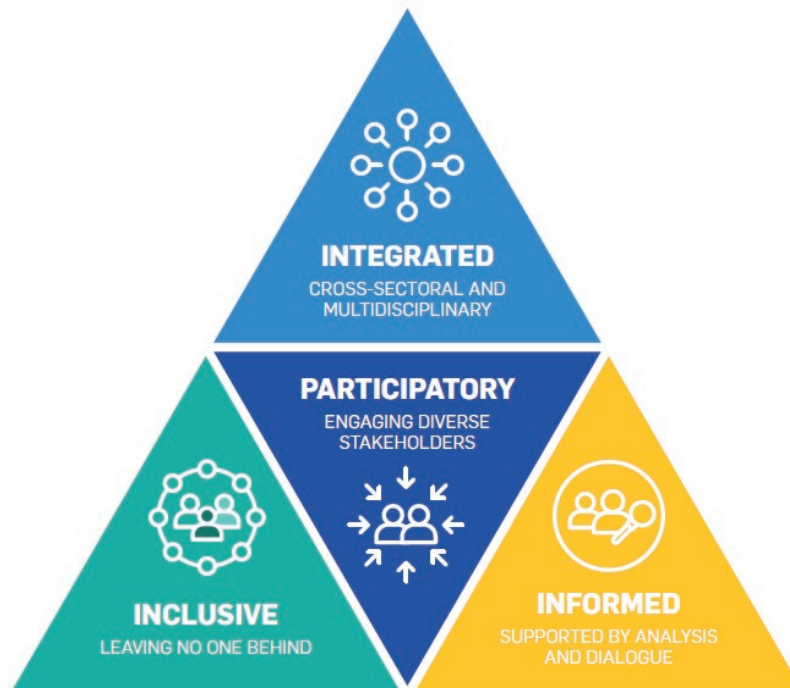 INTEGRATED
CROSS-SECTORAL AND
MULTIDISCIPLINARY
PARTICIPATORY
ENGAGING DIVERSE
STAKEHOLDERS
INCLUSIVE
LEAVING NO ONE BEHIND
INFORMED
SUPPORTED BY ANALYSIS
AND DIALOGUE